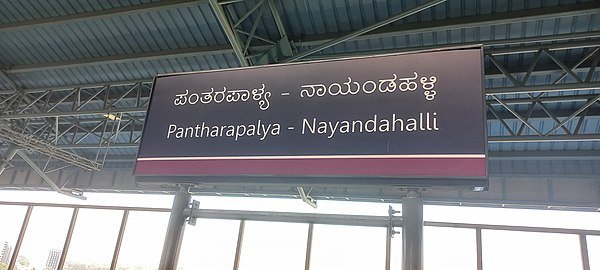 ಪಂತರಪಾಳ್ಯ - ನಾಯಂಡಹಳ್ಳಿ
Pantharapalya - Nayandahalli